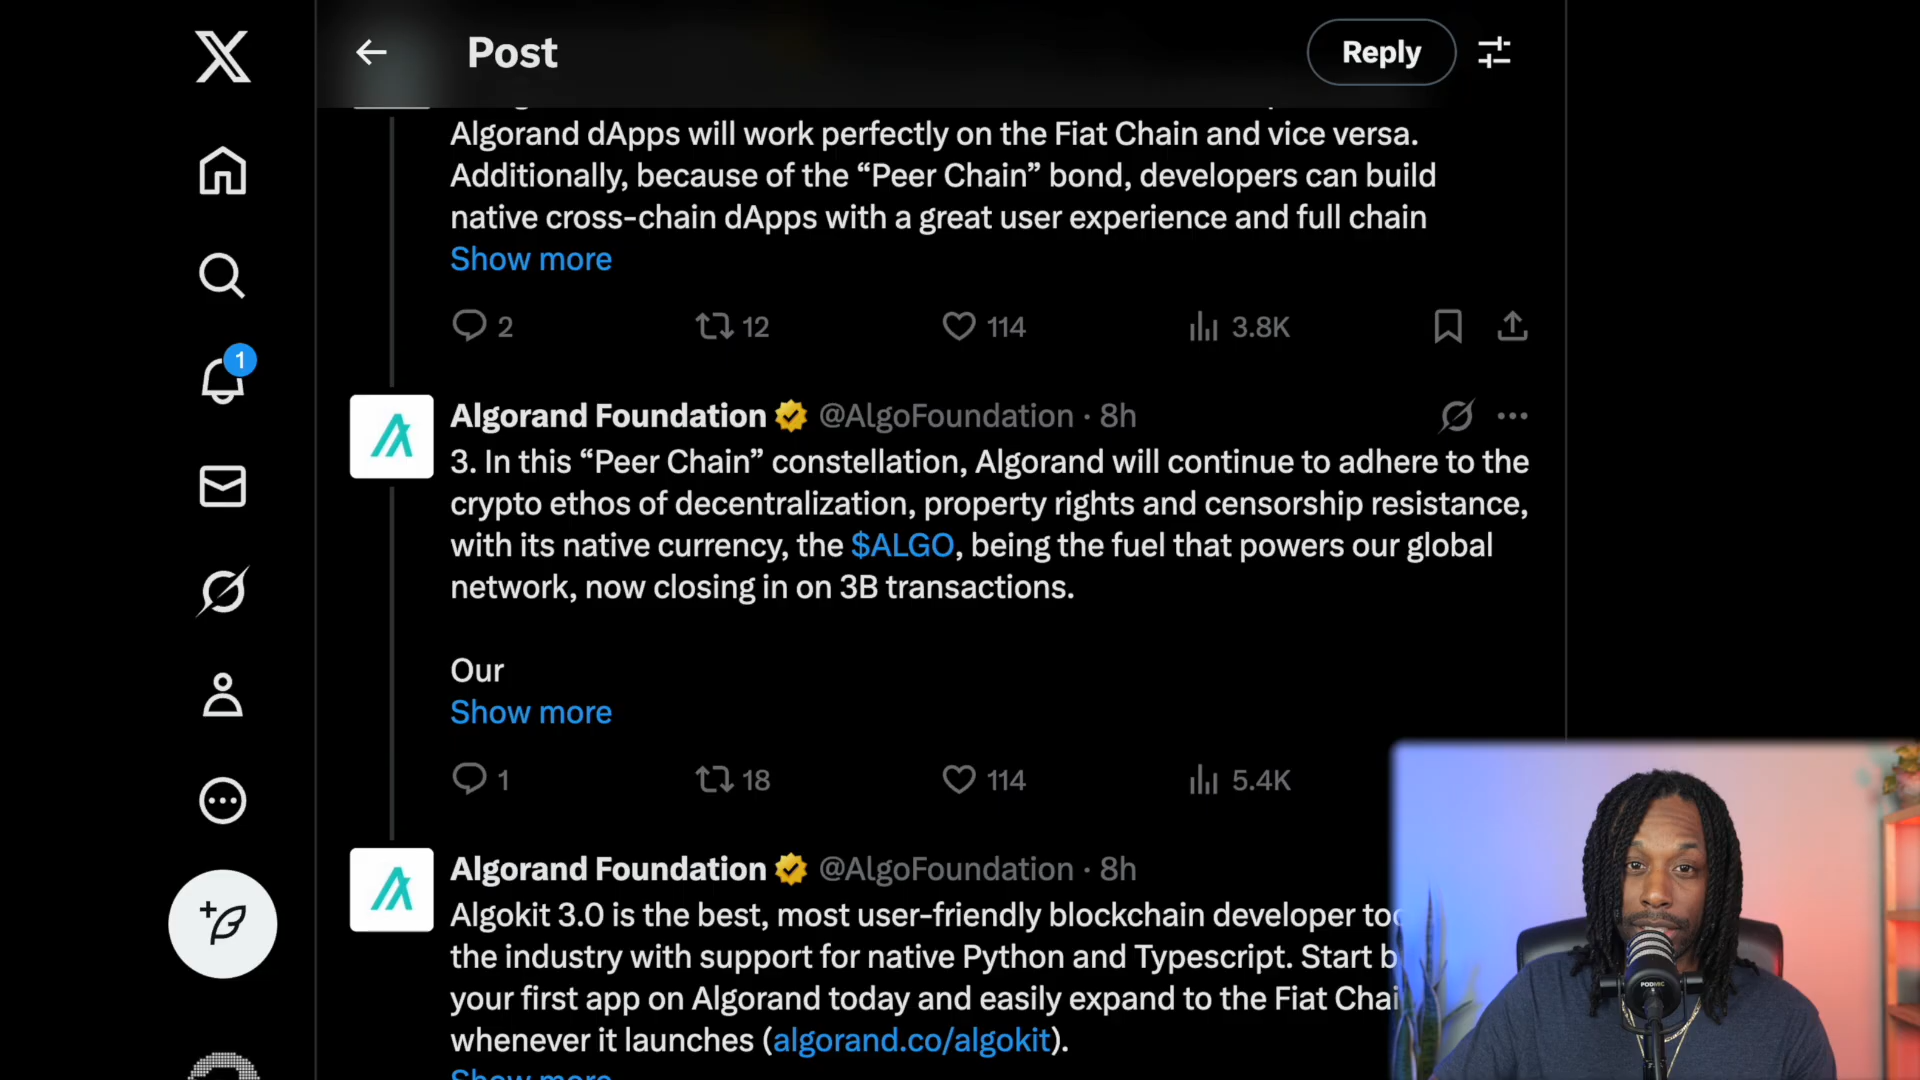 Post
Reply
Algorand dApps will work perfectly on the Fiat Chain and vice versa.
Additionally, because of the “Peer Chain” bond, developers can build
native cross-chain dApps with a great user experience and full chain
Show more
2 12 114 3.8K
1
Algorand Foundation @AlgoFoundation · 8h
3. In this “Peer Chain” constellation, Algorand will continue to adhere to the
crypto ethos of decentralization, property rights and censorship resistance,
with its native currency, the $ALGO, being the fuel that powers our global
network, now closing in on 3B transactions.
Our
Show more
1 18 114 5.4K
Algorand Foundation @AlgoFoundation · 8h
Algokit 3.0 is the best, most user-friendly blockchain developer
the industry with support for native Python and Typescript. Start
your first app on Algorand today and easily expand to the Fiat
whenever it launches (algorand.co/algokit).
Show more
PODMIC